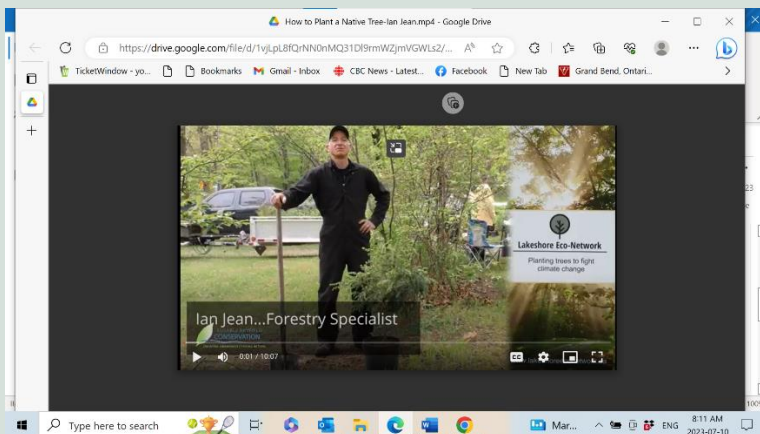 How to Plant a Native Tree-Ian Jean.mp4 - Google Drive
https://drive.google.com/file/d/1vjLpL8fQrNN0nMQ31Dl9rmWZjmVGWLs2/...
TicketWindow - yo...
Bookmarks
Gmail - Inbox
CBC News - Latest...
Facebook
New Tab
Grand Bend, Ontari...
Lakeshore Eco-Network
Planting trees to fight
climate change
Ian Jean...Forestry Specialist
CONSERVATION
0:01 / 10:07
CC
Type here to search
Mar...
ENG
8:11 AM
2023-07-10